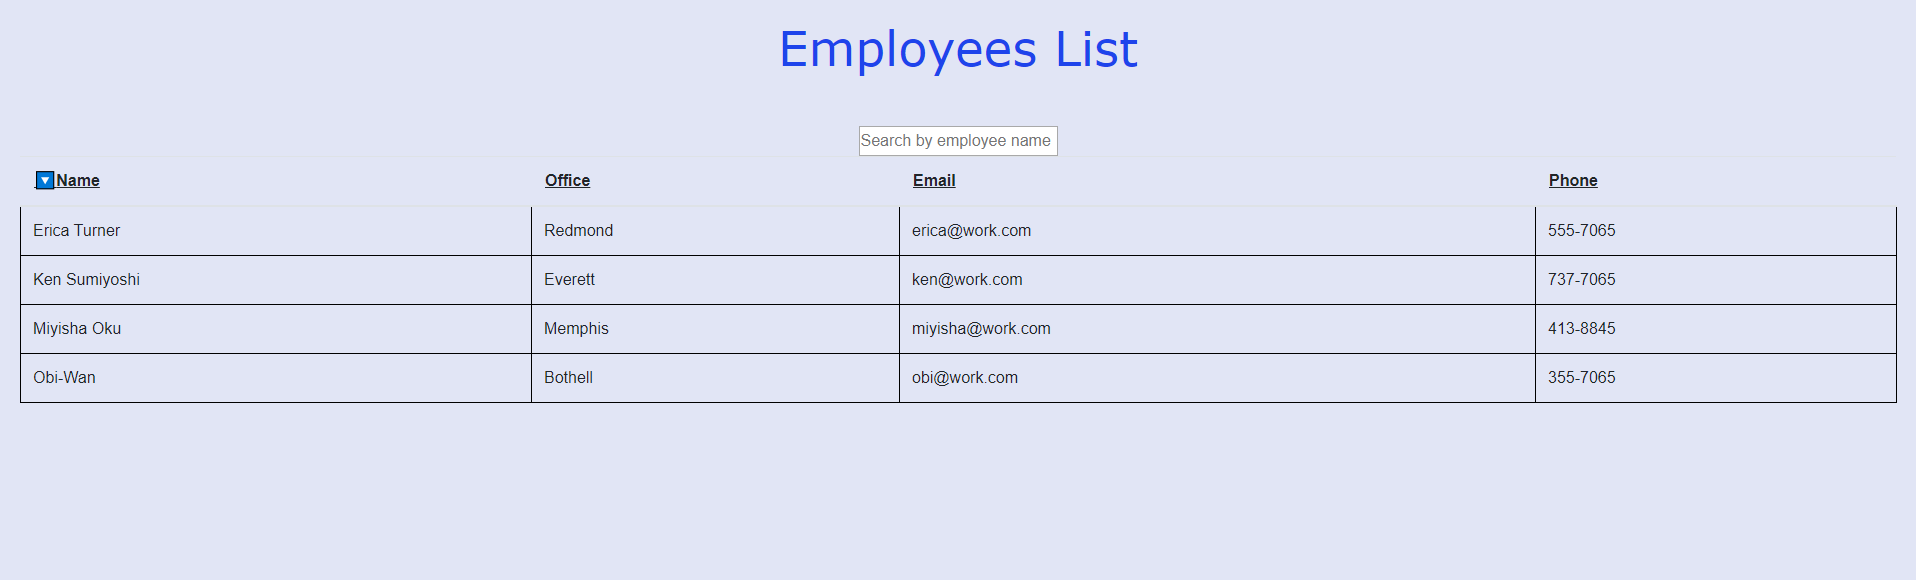 Employees List
Search by employee name
Name Office Email Phone
Erica Turner Redmond erica@work.com 555-7065
Ken Sumiyoshi Everett ken@work.com 737-7065
Miyisha Oku Memphis miyisha@work.com 413-8845
Obi-Wan Bothell obi@work.com 355-7065